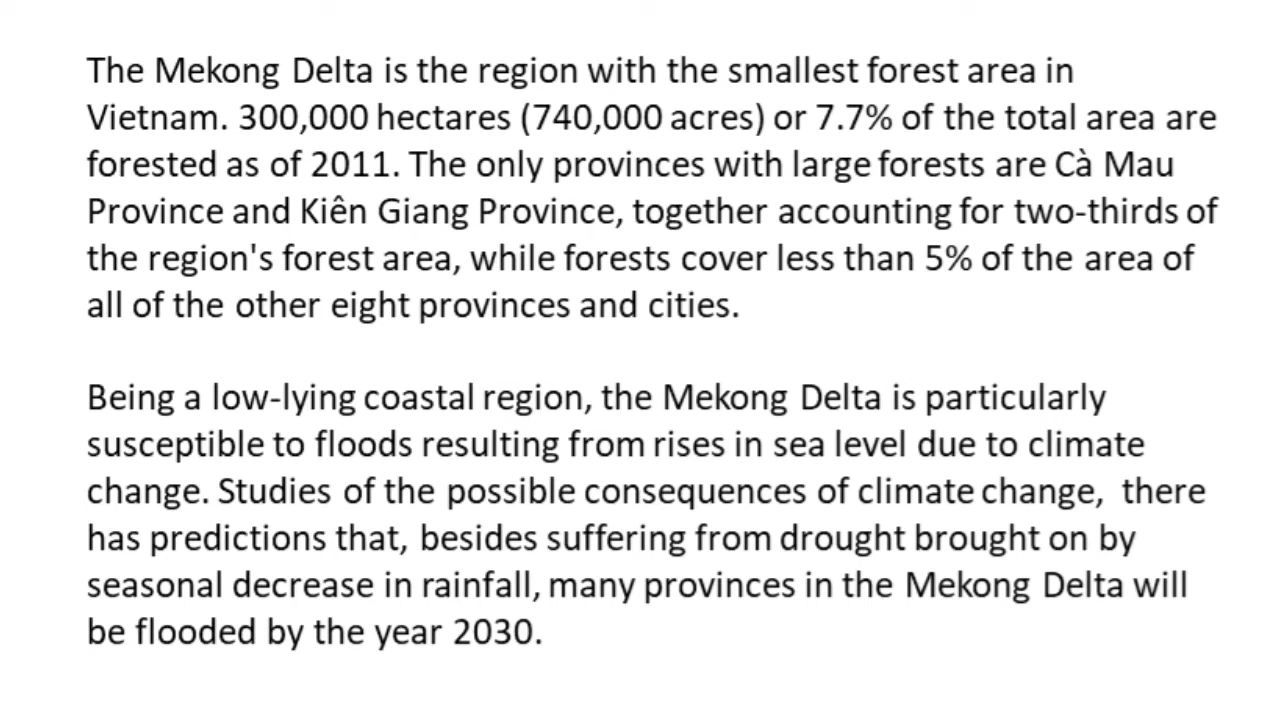 The Mekong Delta is the region with the smallest forest area in
Vietnam. 300,000 hectares (740,000 acres) or 7.7% of the total area are
forested as of 2011. The only provinces with large forests are Cà Mau
Province and Kiên Giang Province, together accounting for two-thirds of
the region's forest area, while forests cover less than 5% of the area of
all of the other eight provinces and cities.
Being a low-lying coastal region, the Mekong Delta is particularly
susceptible to floods resulting from rises in sea level due to climate
change. Studies of the possible consequences of climate change,  there
has predictions that, besides suffering from drought brought on by
seasonal decrease in rainfall, many provinces in the Mekong Delta will
be flooded by the year 2030.